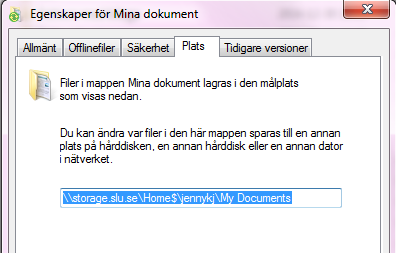 Egenskaper för Mina dokument
Allmänt Offlinefiler Säkerhet Plats Tidigare versioner
Filer i mappen Mina dokument lagras i den målplats
som visas nedan.
Du kan ändra var filer i den här mappen sparas till en annan
plats på hårddisken, en annan hårddisk eller en annan dator
i nätverket.
\\storage.slu.se\Home$\jennykj\My Documents